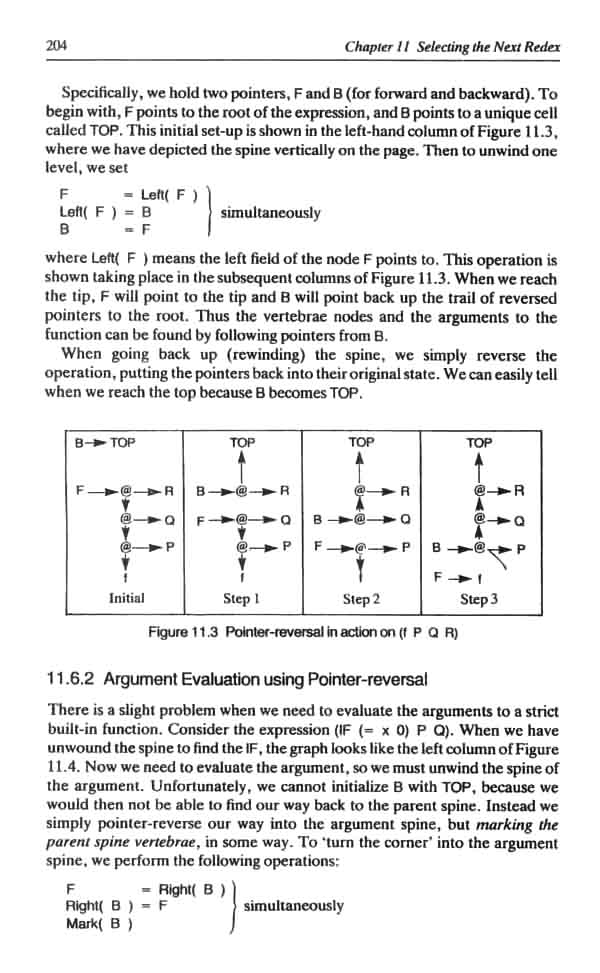 204 Chapter 11 Selecting the Next Redex
Specifically, we hold two pointers, F and B (for forward and backward). To
begin with, F points to the root of the expression, and B points to a unique cell
called TOP. This initial set-up is shown in the left-hand column of Figure 11.3,
where we have depicted the spine vertically on the page. Then to unwind one
level, we set
F = Left( F )
Left( F ) = B simultaneously
B = F
where Left( F ) means the left field of the node F points to. This operation is
shown taking place in the subsequent columns of Figure 11.3. When we reach
the tip, F will point to the tip and B will point back up the trail of reversed
pointers to the root. Thus the vertebrae nodes and the arguments to the
function can be found by following pointers from B.
When going back up (rewinding) the spine, we simply reverse the
operation, putting the pointers back into their original state. We can easily tell
when we reach the top because B becomes TOP.
B TOP TOP TOP TOP
F @ R B @ R @ R @ R
@ Q F @ Q B @ Q @ Q
@ P @ P F @ P B @ P
f f f F f
Initial Step 1 Step 2 Step 3
Figure 11.3 Pointer-reversal in action on (f P Q R)
11.6.2 Argument Evaluation using Pointer-reversal
There is a slight problem when we need to evaluate the arguments to a strict
built-in function. Consider the expression (IF (= x 0) P Q). When we have
unwound the spine to find the IF, the graph looks like the left column of Figure
11.4. Now we need to evaluate the argument, so we must unwind the spine of
the argument. Unfortunately, we cannot initialize B with TOP, because we
would then not be able to find our way back to the parent spine. Instead we
simply pointer-reverse our way into the argument spine, but marking the
parent spine vertebrae, in some way. To ‘turn the corner’ into the argument
spine, we perform the following operations:
F = Right( B )
Right( B ) = F simultaneously
Mark( B )